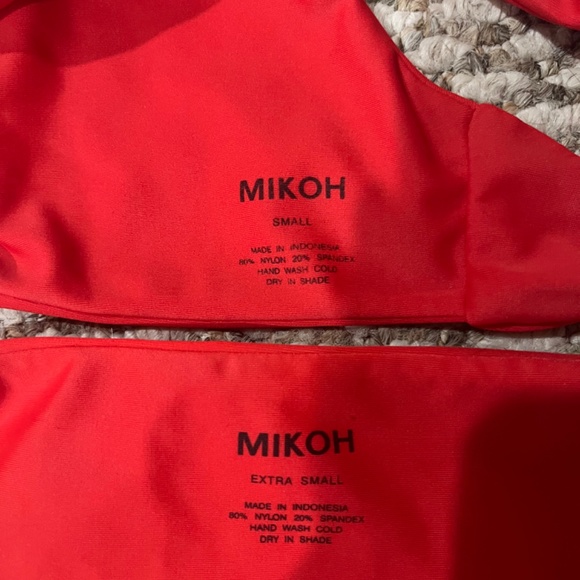 MIKOH
SMALL
MADE IN INDONESIA
80% NYLON 20% SPANDEX
HAND WASH COLD
DRY IN SHADE
MIKOH
EXTRA SMALL
MADE IN INDONESIA
80% NYLON 20% SPANDEX
HAND WASH COLD
DRY IN SHADE